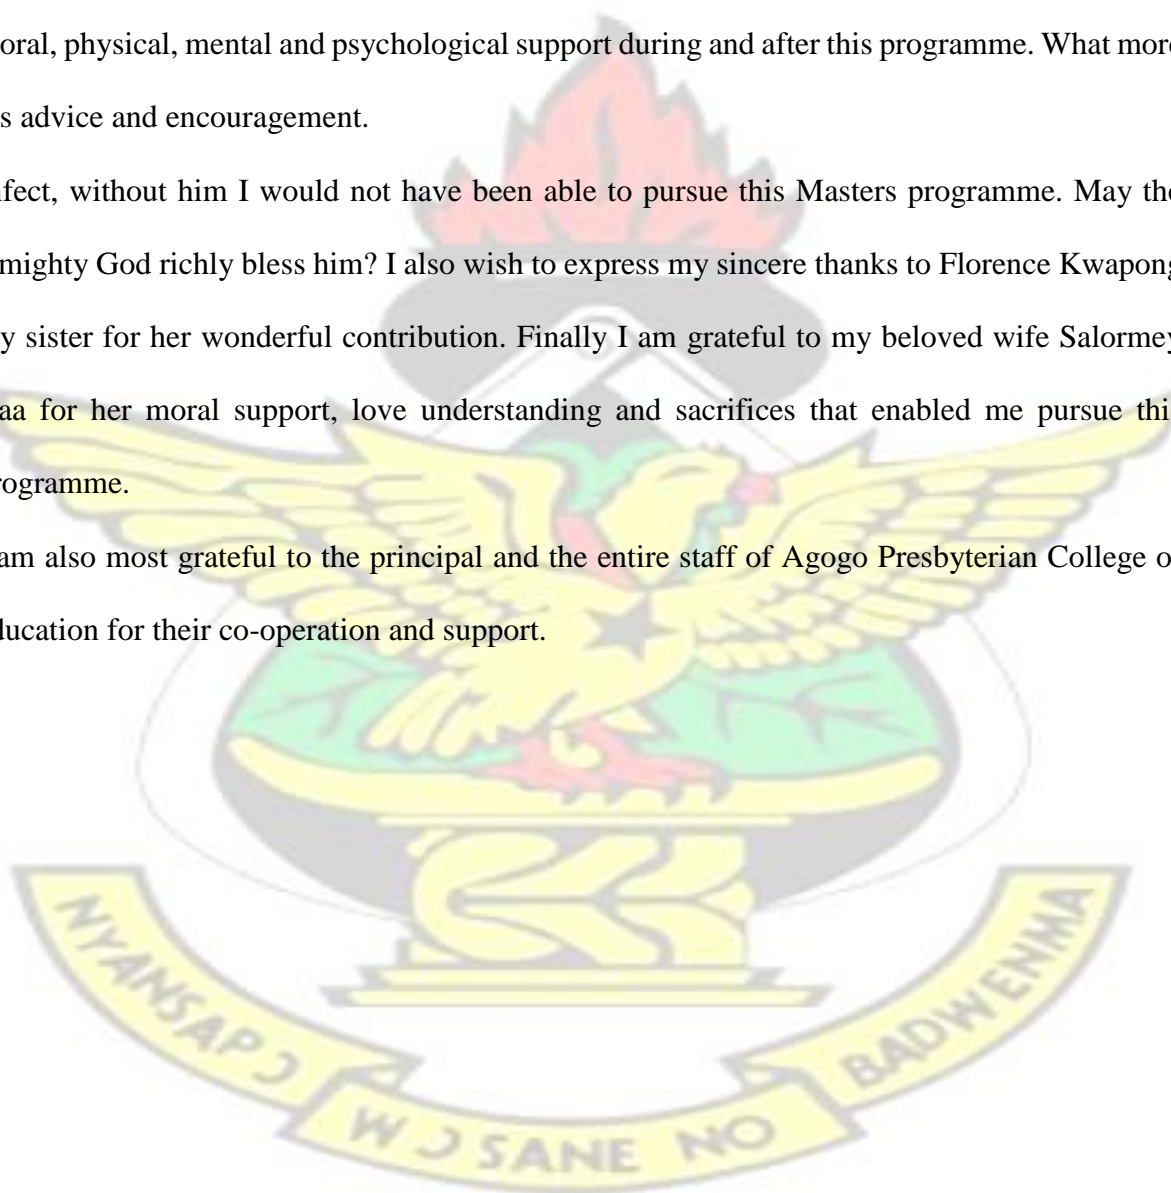 oral, physical, mental and psychological support during and after this programme. What more
s advice and encouragement.
nfect, without him I would not have been able to pursue this Masters programme. May the
mighty God richly bless him? I also wish to express my sincere thanks to Florence Kwapong
y sister for her wonderful contribution. Finally I am grateful to my beloved wife Salormey
aa for her moral support, love understanding and sacrifices that enabled me pursue this
rogramme.
am also most grateful to the principal and the entire staff of Agogo Presbyterian College of
ducation for their co-operation and support.
NYANSAPƆ
WƆSANE NO
BADWENMA